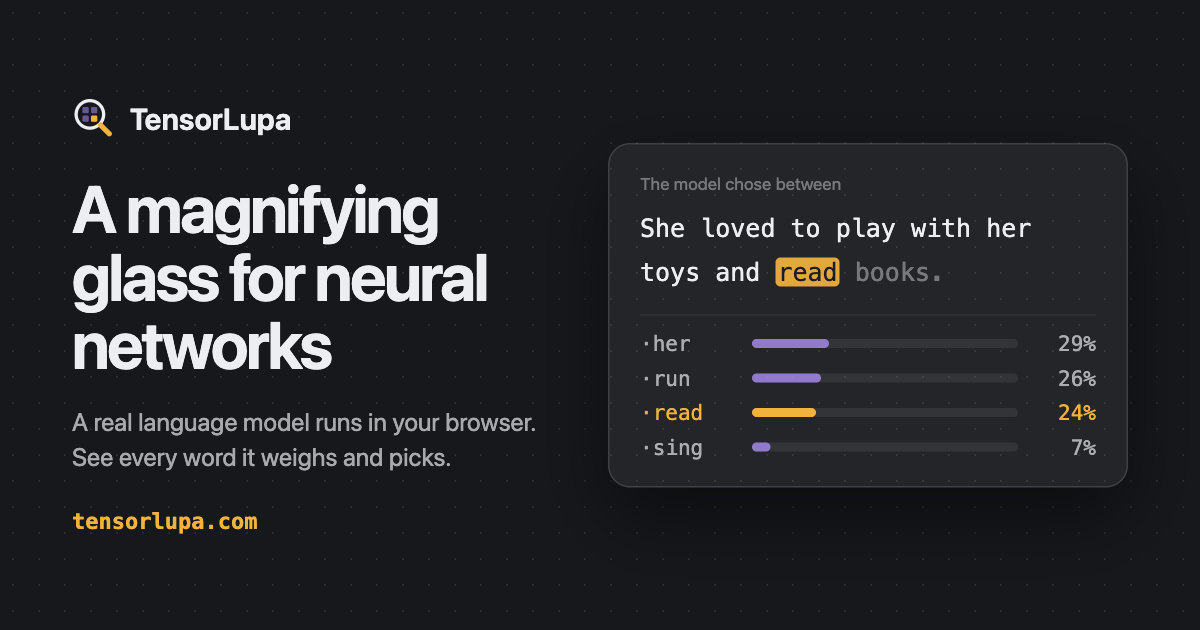 TensorLupa
A magnifying
glass for neural
networks
A real language model runs in your browser.
See every word it weighs and picks.
tensorlupa.com
The model chose between
She loved to play with her
toys and read books.
·her 29%
·run 26%
·read 24%
·sing 7%